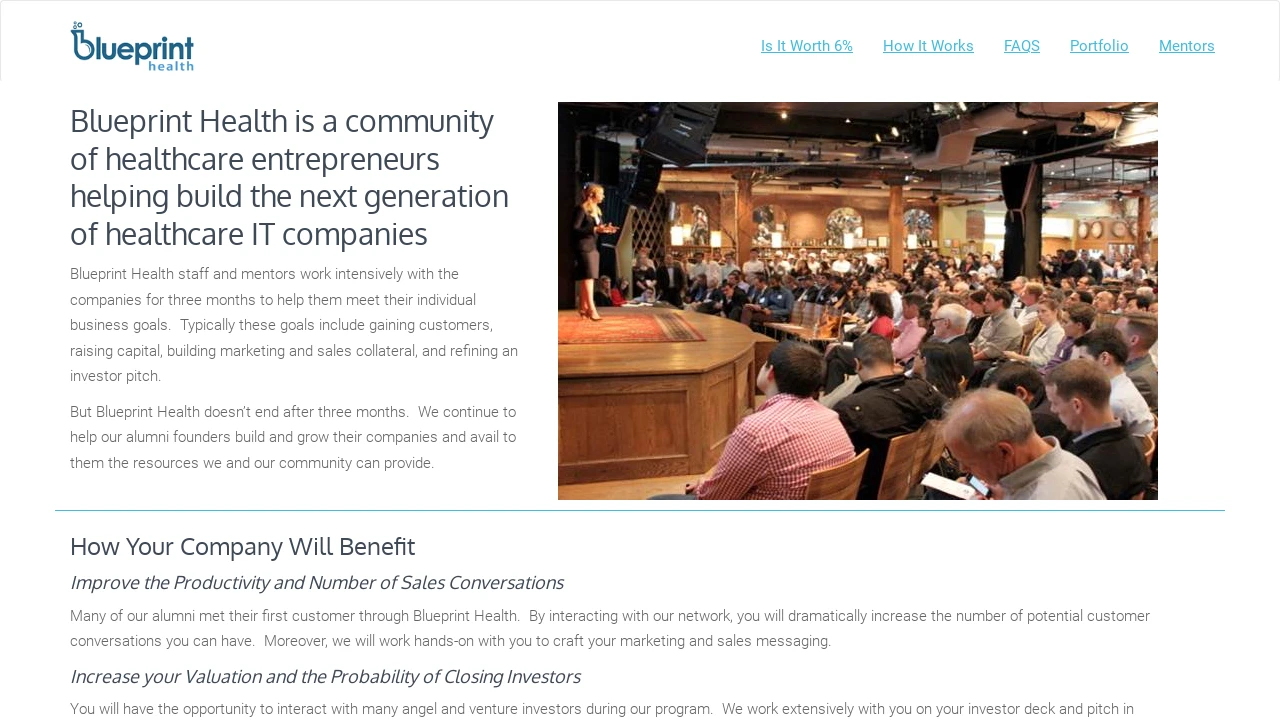 blueprint
health
Is It Worth 6%
How It Works
FAQS
Portfolio
Mentors
Blueprint Health is a community
of healthcare entrepreneurs
helping build the next generation
of healthcare IT companies
Blueprint Health staff and mentors work intensively with the
companies for three months to help them meet their individual
business goals.  Typically these goals include gaining customers,
raising capital, building marketing and sales collateral, and refining an
investor pitch.
But Blueprint Health doesn’t end after three months.  We continue to
help our alumni founders build and grow their companies and avail to
them the resources we and our community can provide.
How Your Company Will Benefit
Improve the Productivity and Number of Sales Conversations
Many of our alumni met their first customer through Blueprint Health.  By interacting with our network, you will dramatically increase the number of potential customer
conversations you can have.  Moreover, we will work hands-on with you to craft your marketing and sales messaging.
Increase your Valuation and the Probability of Closing Investors
You will have the opportunity to interact with many angel and venture investors during our program.  We work extensively with you on your investor deck and pitch in